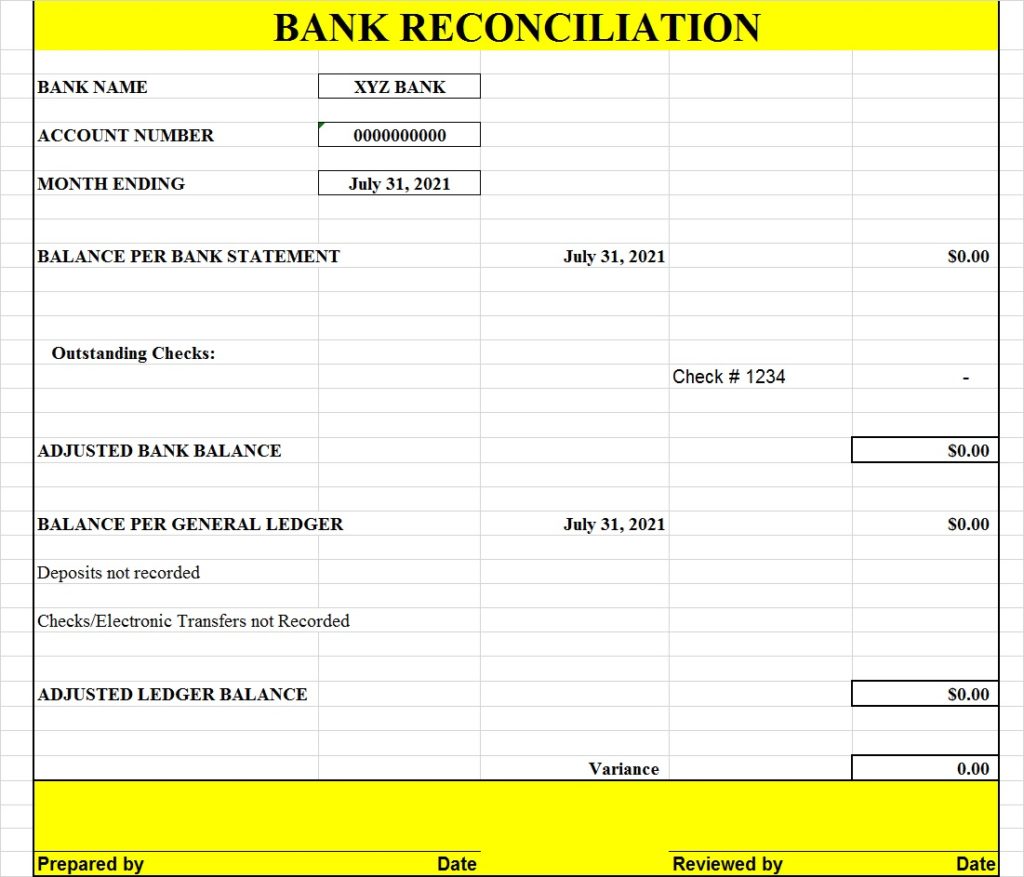 BANK RECONCILIATION
BANK NAME XYZ BANK
ACCOUNT NUMBER 0000000000
MONTH ENDING July 31, 2021
BALANCE PER BANK STATEMENT July 31, 2021 $0.00
Outstanding Checks:
Check # 1234 -
ADJUSTED BANK BALANCE $0.00
BALANCE PER GENERAL LEDGER July 31, 2021 $0.00
Deposits not recorded
Checks/Electronic Transfers not Recorded
ADJUSTED LEDGER BALANCE $0.00
Variance 0.00
Prepared by Date Reviewed by Date